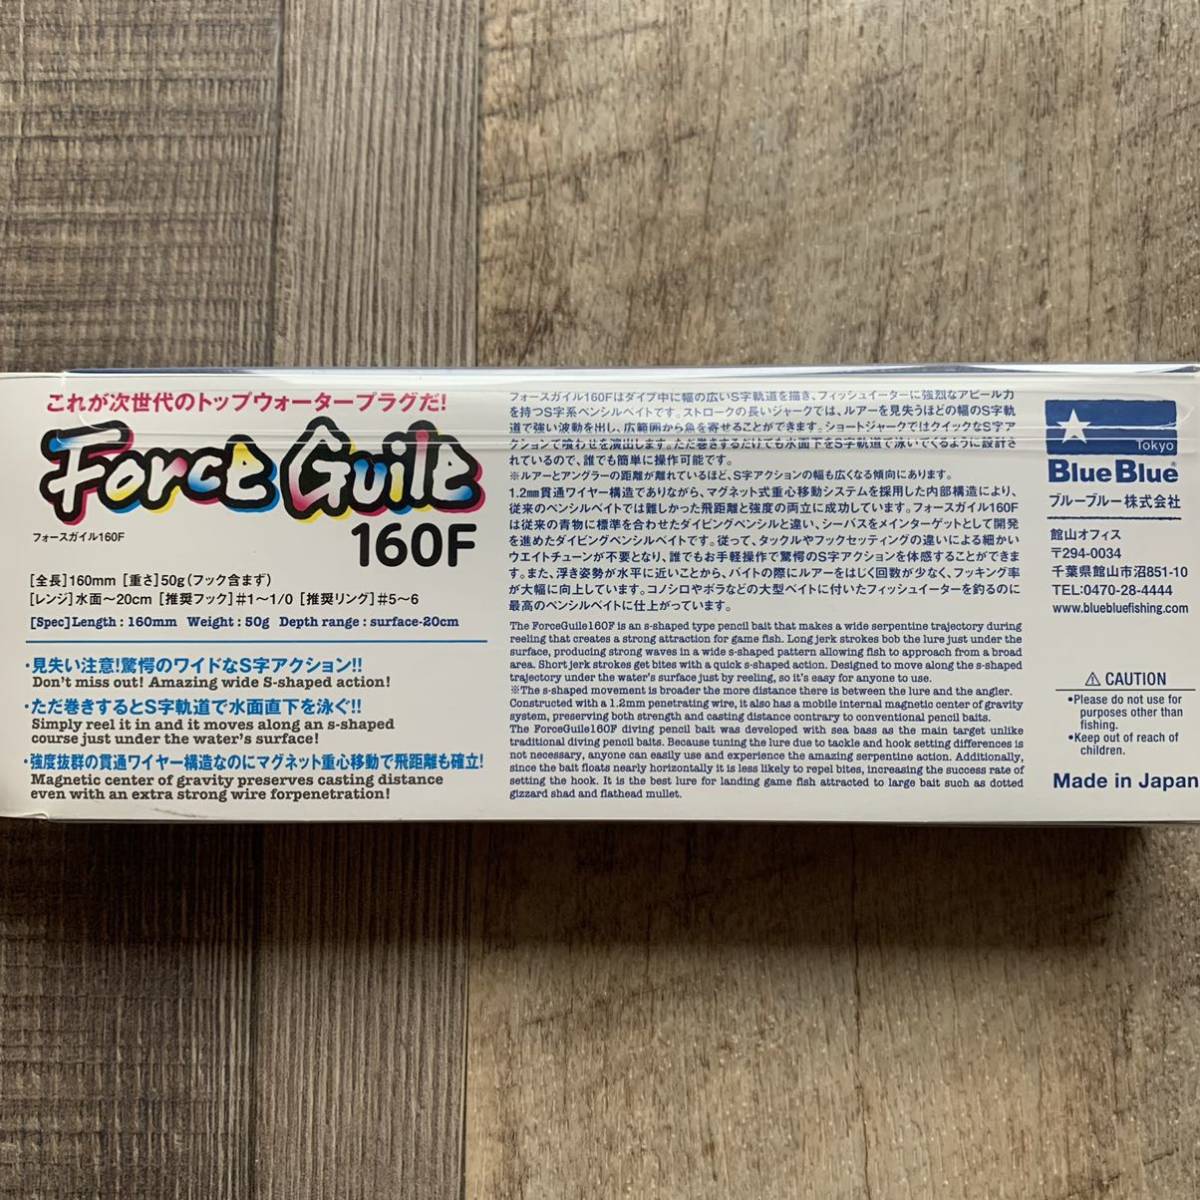 これが次世代のトップウォータープラグだ!
Force Guile
フォースガイル160F
160F
[全長]160mm [重さ]50g(フック含まず)
[レンジ]水面〜20cm [推奨フック]#1〜1/0 [推奨リング]#5〜6
[Spec]Length : 160mm Weight : 50g Depth range : surface-20cm
・見失い注意!驚愕のワイドなS字アクション!!
Don't miss out! Amazing wide S-shaped action!
・ただ巻きするとS字軌道で水面直下を泳ぐ!!
Simply reel it in and it moves along an s-shaped
course just under the water's surface!
・強度抜群の貫通ワイヤー構造なのにマグネット重心移動で飛距離も確立!
Magnetic center of gravity preserves casting distance
even with an extra strong wire forpenetration!
フォースガイル160Fはダイブ中に幅の広いS字軌道を描き、フィッシュイーターに強烈なアピール力
を持つS字系ペンシルベイトです。ストロークの長いジャークでは、ルアーを見失うほどの幅のS字軌
道で強い波動を出し、広範囲から魚を寄せることができます。ショートジャークではクイックなS字ア
クションで喰わせを演出します。ただ巻きするだけでも水面下をS字軌道で泳いでくるように設計さ
れているので、誰でも簡単に操作可能です。
※ルアーとアングラーの距離が離れているほど、S字アクションの幅も広くなる傾向にあります。
1.2mm貫通ワイヤー構造でありながら、マグネット式重心移動システムを採用した内部構造により、
従来のペンシルベイトでは難しかった飛距離と強度の両立に成功しています。フォースガイル160F
は従来の青物に標準を合わせたダイビングペンシルと違い、シーバスをメインターゲットとして開発
を進めたダイビングペンシルベイトです。従って、タックルやフックセッティングの違いによる細かい
ウエイトチューンが不要となり、誰でもお手軽操作で驚愕のS字アクションを体感することができま
す。また、浮き姿勢が水平に近いことから、バイトの際にルアーをはじく回数が少なく、フッキング率
が大幅に向上しています。コノシロやボラなどの大型ベイトに付いたフィッシュイーターを釣るのに
最高のペンシルベイトに仕上がっています。
The ForceGuile160F is an s-shaped type pencil bait that makes a wide serpentine trajectory during
reeling that creates a strong attraction for game fish. Long jerk strokes bob the lure just under the
surface, producing strong waves in a wide s-shaped pattern allowing fish to approach from a broad
area. Short jerk strokes get bites with a quick s-shaped action. Designed to move along the s-shaped
trajectory under the water's surface just by reeling, so it's easy for anyone to use.
※The s-shaped movement is broader the more distance there is between the lure and the angler.
Constructed with a 1.2mm penetrating wire, it also has a mobile internal magnetic center of gravity
system, preserving both strength and casting distance contrary to conventional pencil baits.
The ForceGuile160F diving pencil bait was developed with sea bass as the main target unlike
traditional diving pencil baits. Because tuning the lure due to tackle and hook setting differences is
not necessary, anyone can easily use and experience the amazing serpentine action. Additionally,
since the bait floats nearly horizontally it is less likely to repel bites, increasing the success rate of
setting the hook. It is the best lure for landing game fish attracted to large bait such as dotted
gizzard shad and flathead mullet.
Tokyo
BlueBlue®
ブルーブルー株式会社
館山オフィス
〒294-0034
千葉県館山市沼851-10
TEL:0470-28-4444
www.bluebluefishing.com
⚠ CAUTION
•Please do not use for
purposes other than
fishing.
•Keep out of reach of
children.
Made in Japan